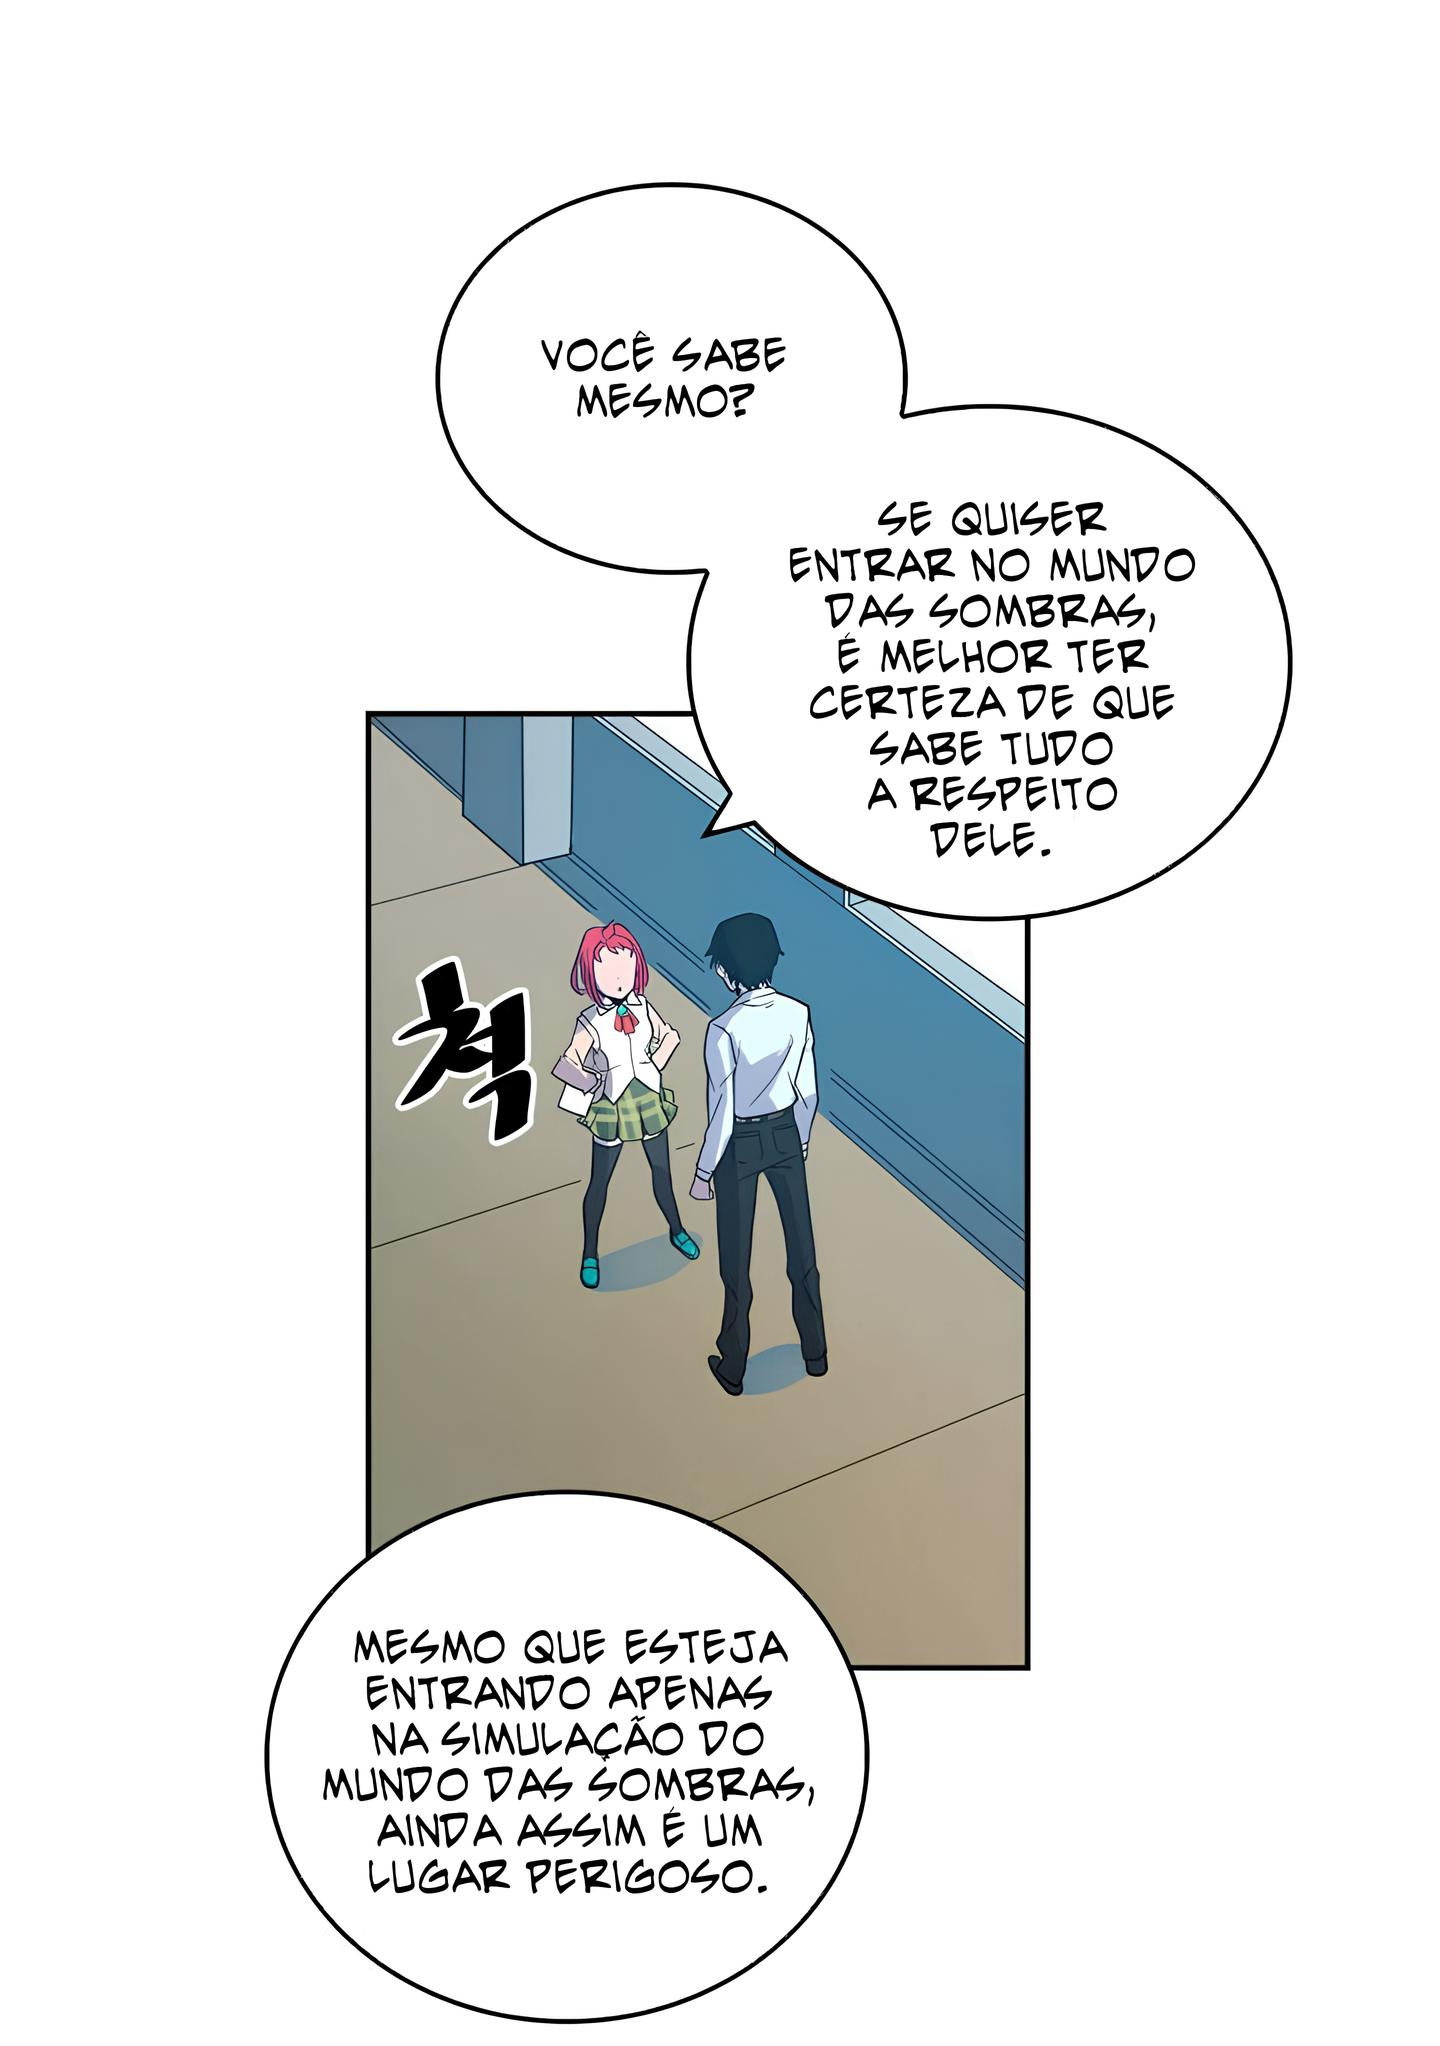 VOCÊ SABE
MESMO?
SE QUISER
ENTRAR NO MUNDO
DAS SOMBRAS,
É MELHOR TER
CERTEZA DE QUE
SABE TUDO
A RESPEITO
DELE.
척
MESMO QUE ESTEJA
ENTRANDO APENAS
NA SIMULAÇÃO DO
MUNDO DAS SOMBRAS,
AINDA ASSIM É UM
LUGAR PERIGOSO.